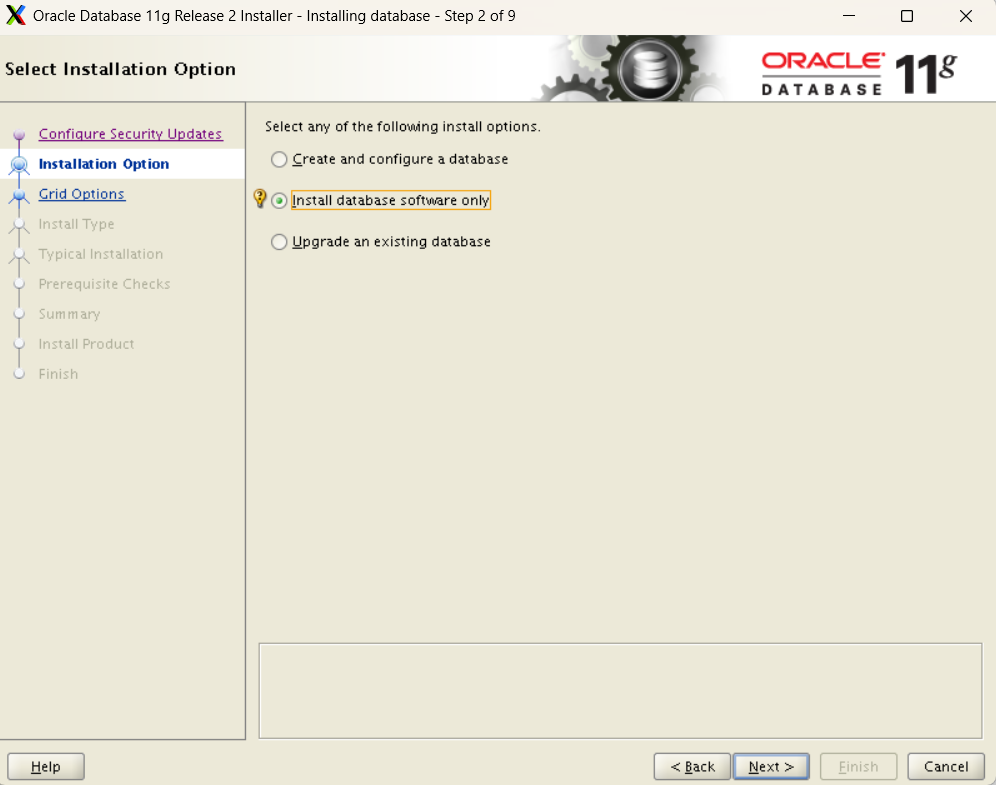 Oracle Database 11g Release 2 Installer - Installing database - Step 2 of 9
Select Installation Option
ORACLE
DATABASE
11g
Configure Security Updates
Installation Option
Grid Options
Install Type
Typical Installation
Prerequisite Checks
Summary
Install Product
Finish
Select any of the following install options.
Create and configure a database
Install database software only
Upgrade an existing database
Help
< Back
Next >
Finish
Cancel